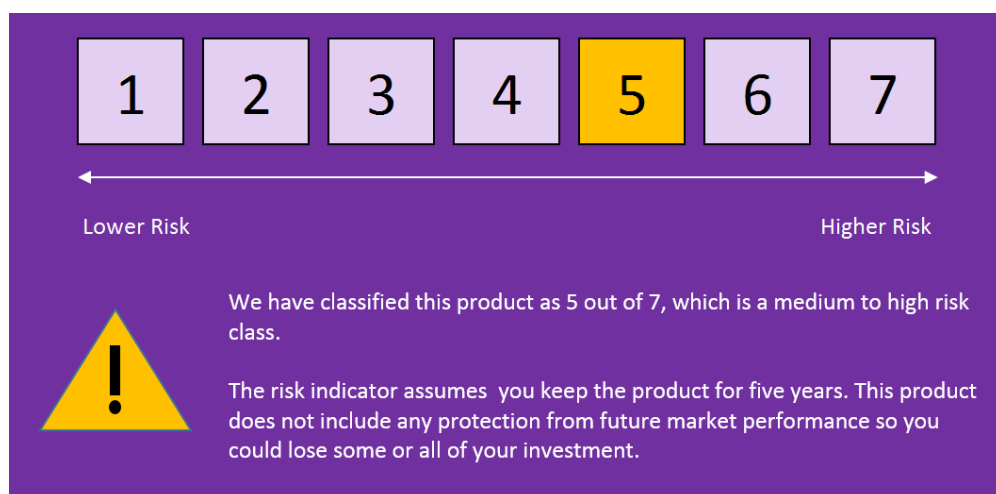 1 2 3 4 5 6 7
Lower Risk Higher Risk
!
We have classified this product as 5 out of 7, which is a medium to high risk
class.
The risk indicator assumes  you keep the product for five years. This product
does not include any protection from future market performance so you
could lose some or all of your investment.